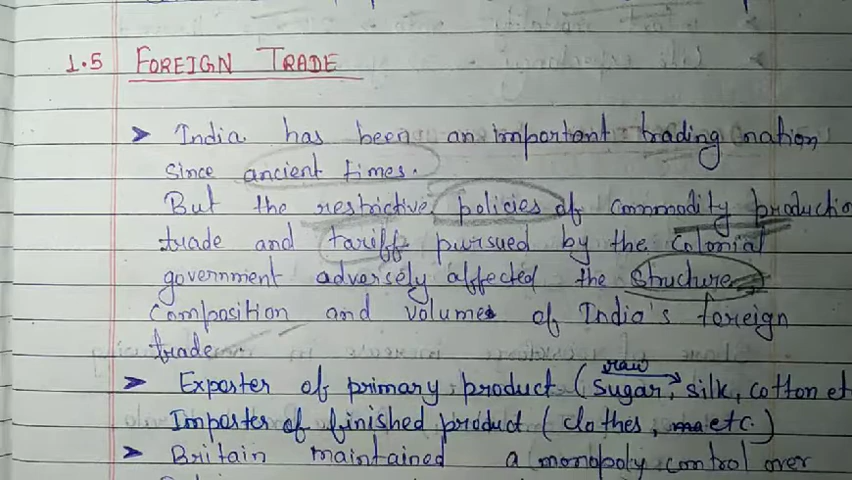 1.5 FOREIGN TRADE
➤ India has been an important trading nation
since ancient times.
But the restrictive policies of commodity productio
trade and tariff pursued by the colonial
government adversely affected the structure
composition and volumes of India's foreign
trade.
raw
➤ Exporter of primary product (sugar, silk, cotton et
Importer of finished product (clothes, etc.)
➤ Britain maintained a monopoly control over